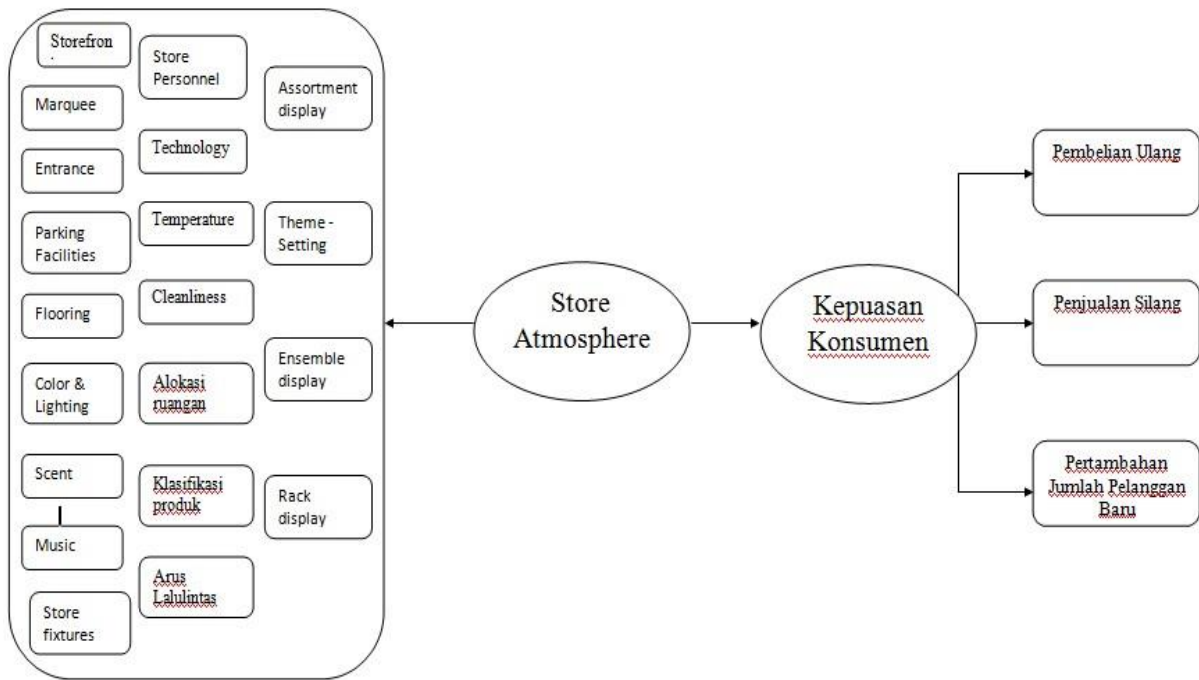 Storefron
.
Marquee
Entrance
Parking
Facilities
Flooring
Color &
Lighting
Scent
Music
Store
fixtures
Store
Personnel
Technology
Temperature
Cleanliness
Alokasi
ruangan
Klasifikasi
produk
Arus
Lalulintas
Assortment
display
Theme -
Setting
Ensemble
display
Rack
display
Store
Atmosphere
Kepuasan
Konsumen
Pembelian Ulang
Penjualan Silang
Pertambahan
Jumlah Pelanggan
Baru